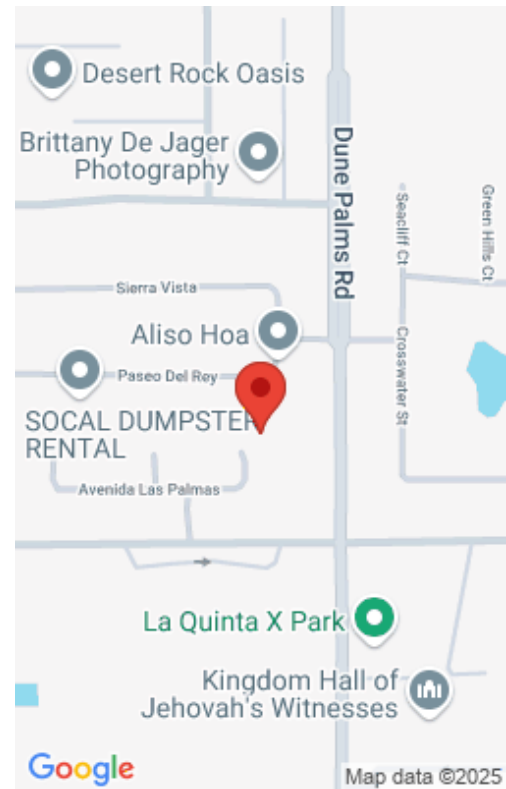 Desert Rock Oasis
Brittany De Jager
Photography
Dune Palms Rd
Seacliff Ct
Green Hills Ct
Sierra Vista
Aliso Hoa
Crosswater St
Paseo Del Rey
SOCAL DUMPSTER
RENTAL
Avenida Las Palmas
La Quinta X Park
Kingdom Hall of
Jehovah's Witnesses
Google
Map data ©2025